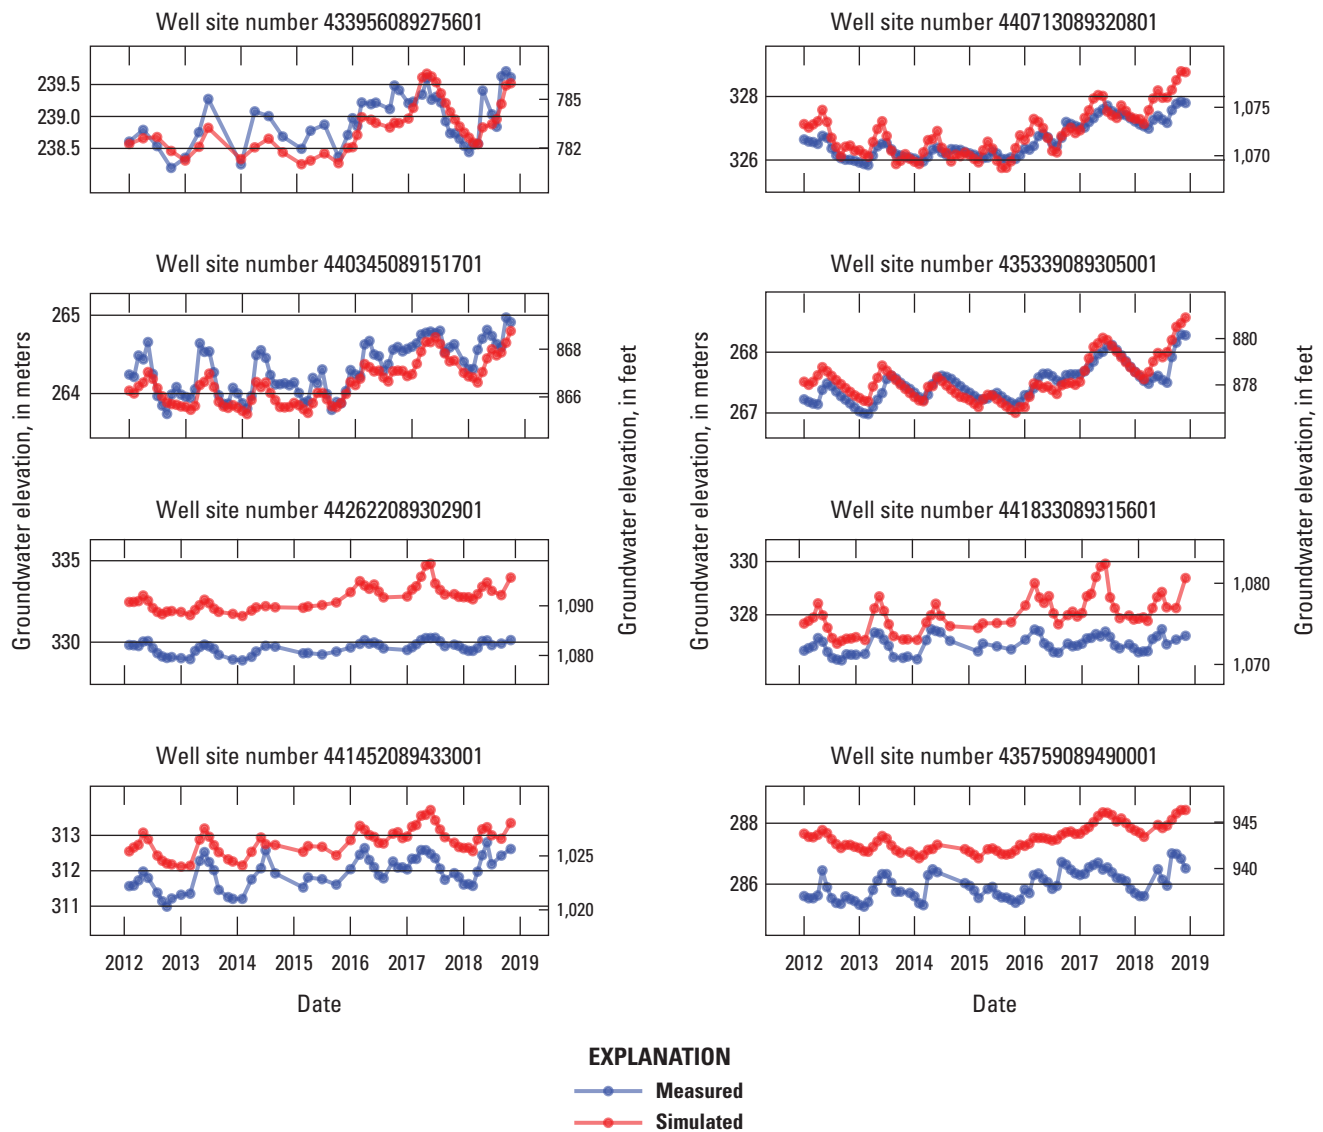 Well site number 433956089275601
239.5
239.0
238.5
785
782
Well site number 440713089320801
328
326
1,075
1,070
Well site number 440345089151701
265
264
868
866
Well site number 435339089305001
268
267
880
878
Groundwater elevation, in meters
Groundwater elevation, in feet
Groundwater elevation, in meters
Groundwater elevation, in feet
Well site number 442622089302901
335
330
1,090
1,080
Well site number 441833089315601
330
328
1,080
1,070
Well site number 441452089433001
313
312
311
1,025
1,020
2012 2013 2014 2015 2016 2017 2018 2019
Date
Well site number 435759089490001
288
286
945
940
2012 2013 2014 2015 2016 2017 2018 2019
Date
EXPLANATION
Measured
Simulated